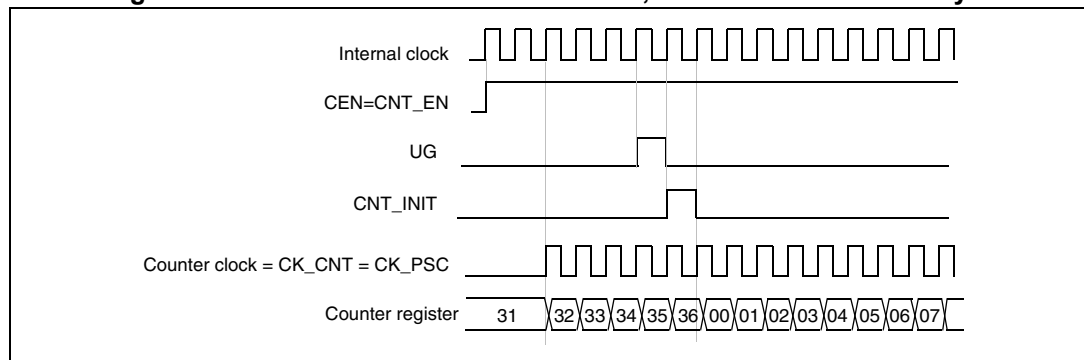 Internal clock
CEN=CNT_EN
UG
CNT_INIT
Counter clock = CK_CNT = CK_PSC
Counter register 31 32 33 34 35 36 00 01 02 03 04 05 06 07